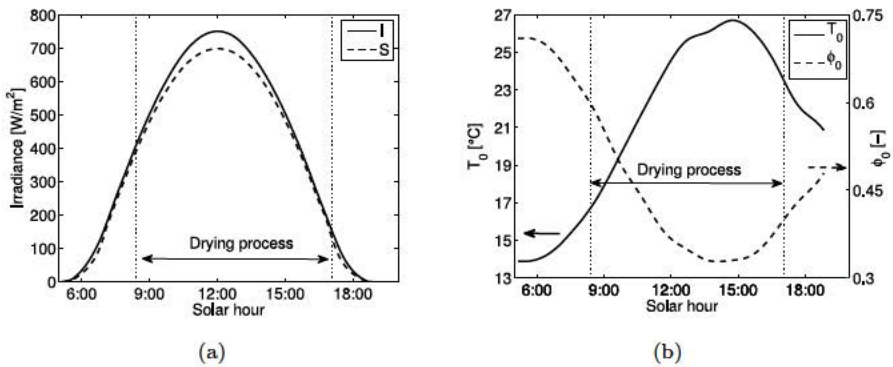 800
700
600
500
400
300
200
100
0
Irradiance [W/m²]
I
S
Drying process
6:00 9:00 12:00 15:00 18:00
Solar hour
(a)
27
25
23
21
19
17
15
13
T₀ [°C]
T₀
ϕ₀
Drying process
0.75
0.6
0.45
0.3
ϕ₀ [−]
6:00 9:00 12:00 15:00 18:00
Solar hour
(b)